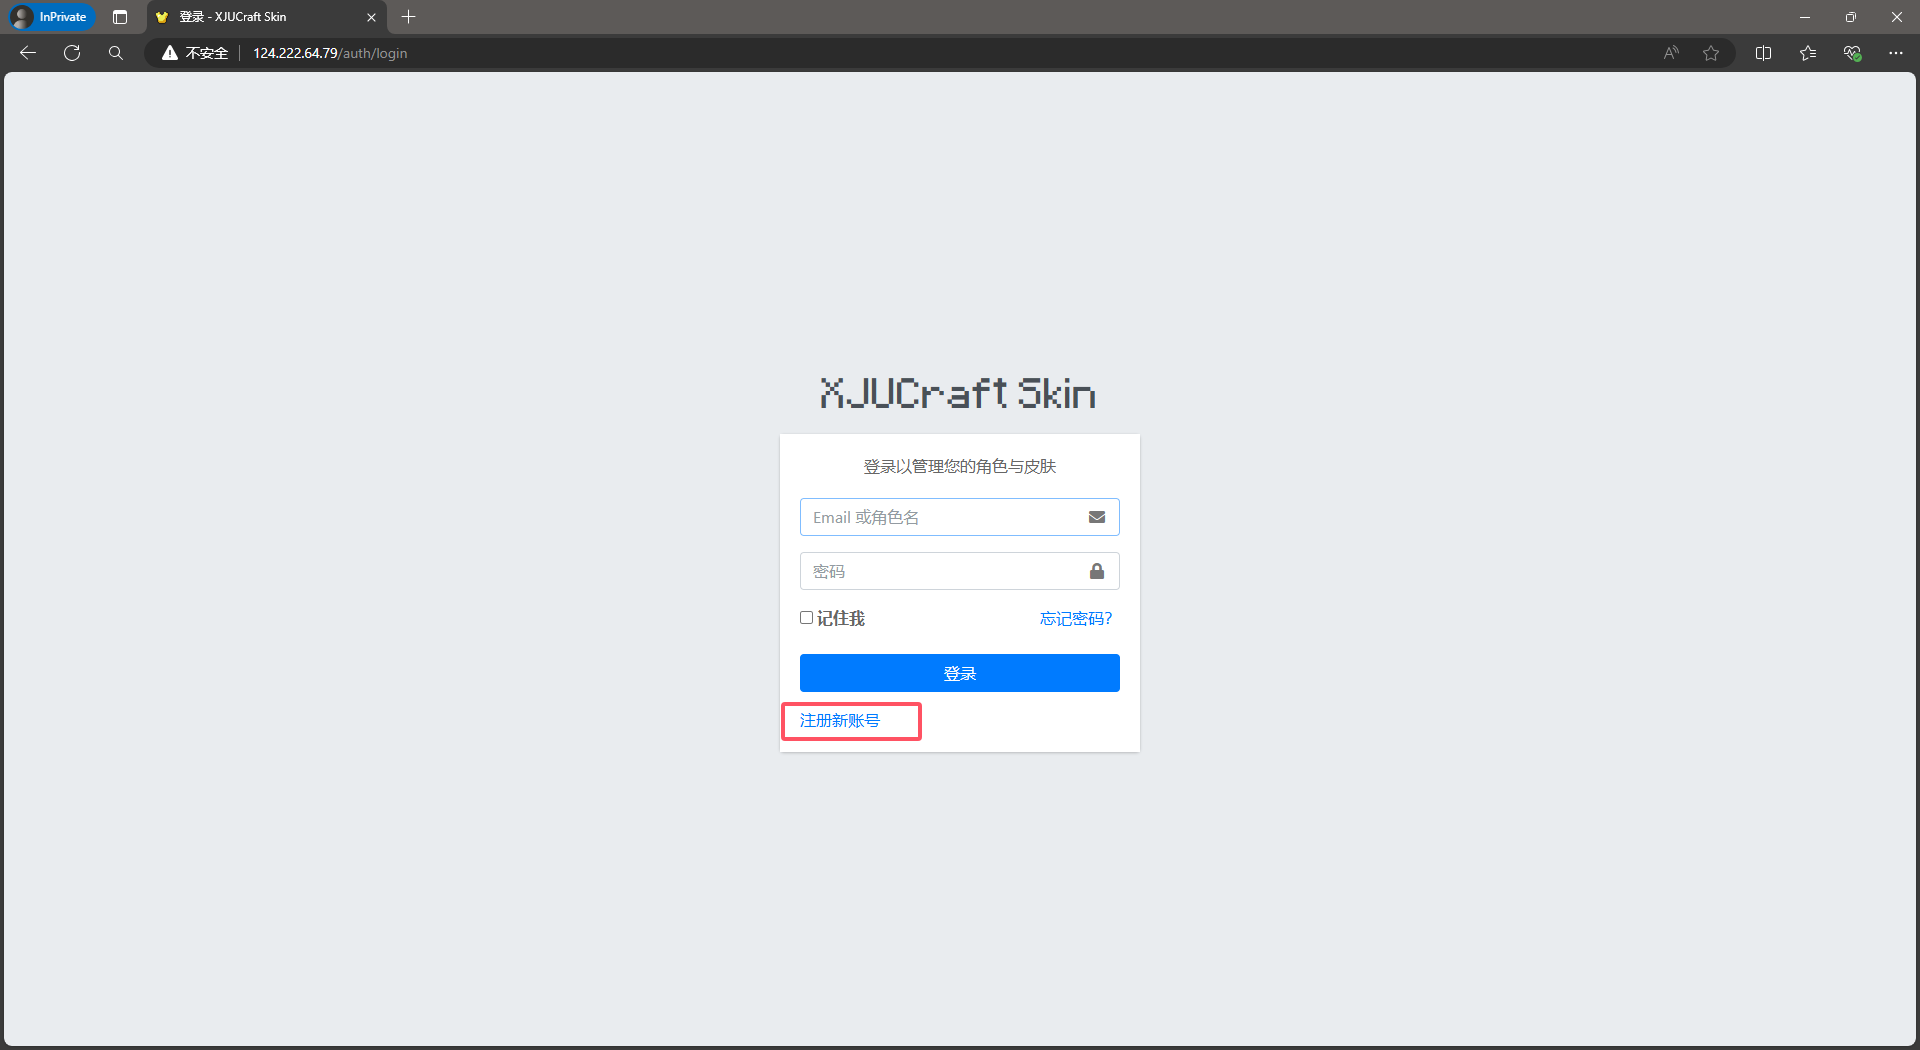 InPrivate
登录 - XJUCraft Skin
不安全
124.222.64.79/auth/login
XJUCraft Skin
登录以管理您的角色与皮肤
Email 或角色名
密码
记住我
忘记密码?
登录
注册新账号